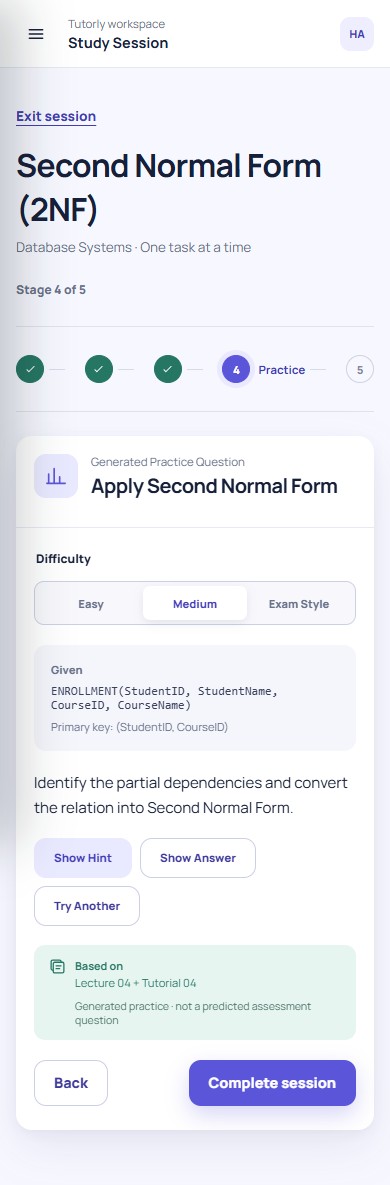 Tutorly workspace
Study Session
HA
Exit session
Second Normal Form
(2NF)
Database Systems · One task at a time
Stage 4 of 5
4 Practice 5
Generated Practice Question
Apply Second Normal Form
Difficulty
Easy Medium Exam Style
Given
ENROLLMENT(StudentID, StudentName,
CourseID, CourseName)
Primary key: (StudentID, CourseID)
Identify the partial dependencies and convert
the relation into Second Normal Form.
Show Hint Show Answer
Try Another
Based on
Lecture 04 + Tutorial 04
Generated practice · not a predicted assessment
question
Back Complete session